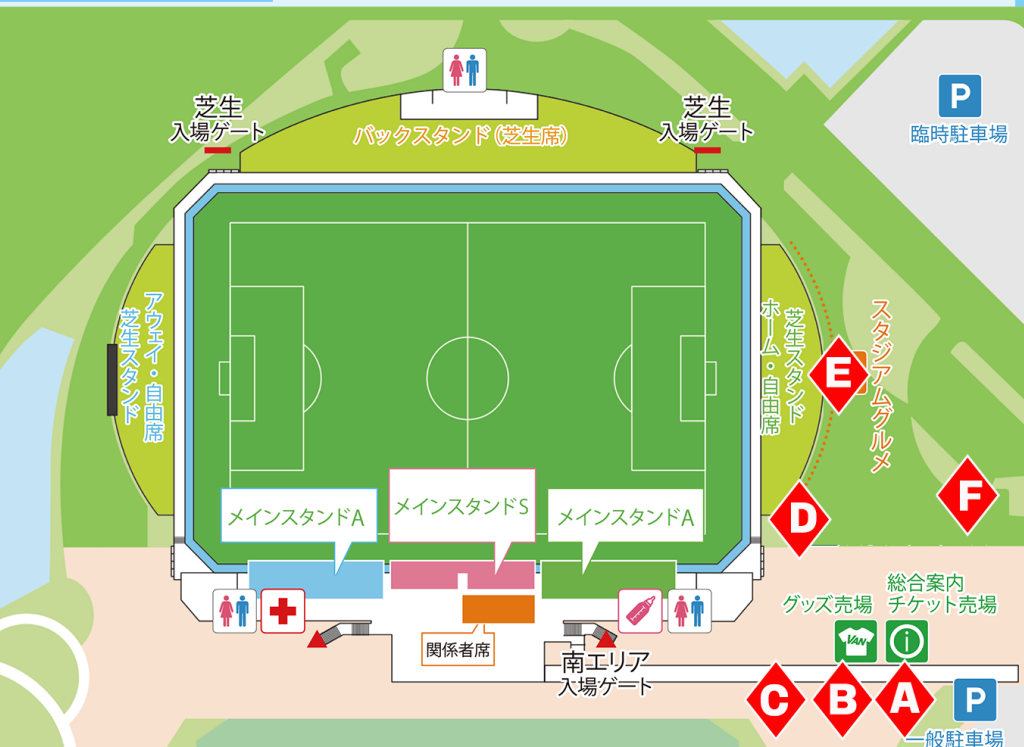 芝生
入場ゲート
バックスタンド（芝生席）
芝生
入場ゲート
P
臨時駐車場
アウェイ・自由席
芝生スタンド
芝生スタンド
ホーム・自由席
スタジアムグルメ
E
F
D
メインスタンドA
メインスタンドS
メインスタンドA
関係者席
南エリア
入場ゲート
グッズ売場
総合案内
チケット売場
VAN
i
C
B
A
P
一般駐車場